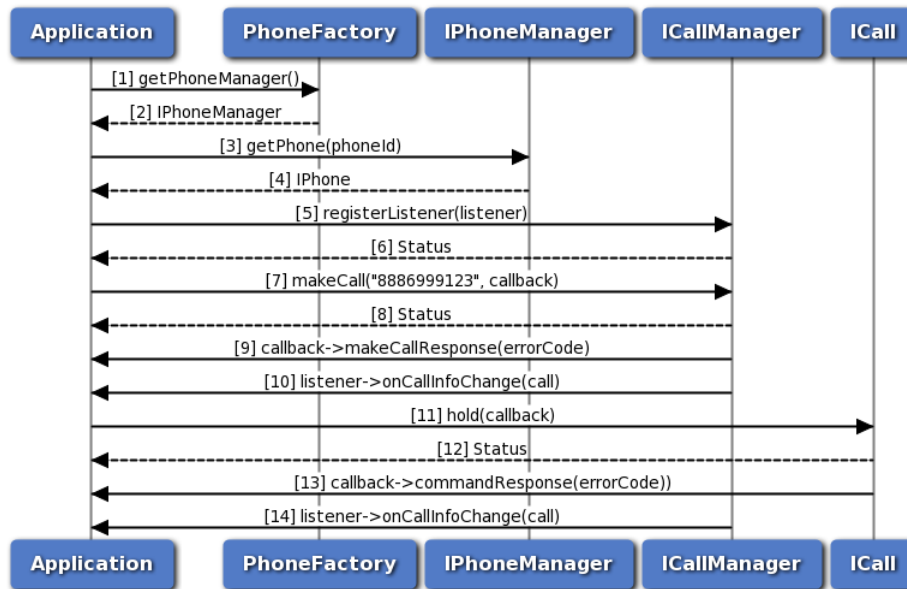 Application PhoneFactory IPhoneManager ICallManager ICall
[1] getPhoneManager()
[2] IPhoneManager
[3] getPhone(phoneId)
[4] IPhone
[5] registerListener(listener)
[6] Status
[7] makeCall("8886999123", callback)
[8] Status
[9] callback->makeCallResponse(errorCode)
[10] listener->onCallInfoChange(call)
[11] hold(callback)
[12] Status
[13] callback->commandResponse(errorCode))
[14] listener->onCallInfoChange(call)
Application PhoneFactory IPhoneManager ICallManager ICall